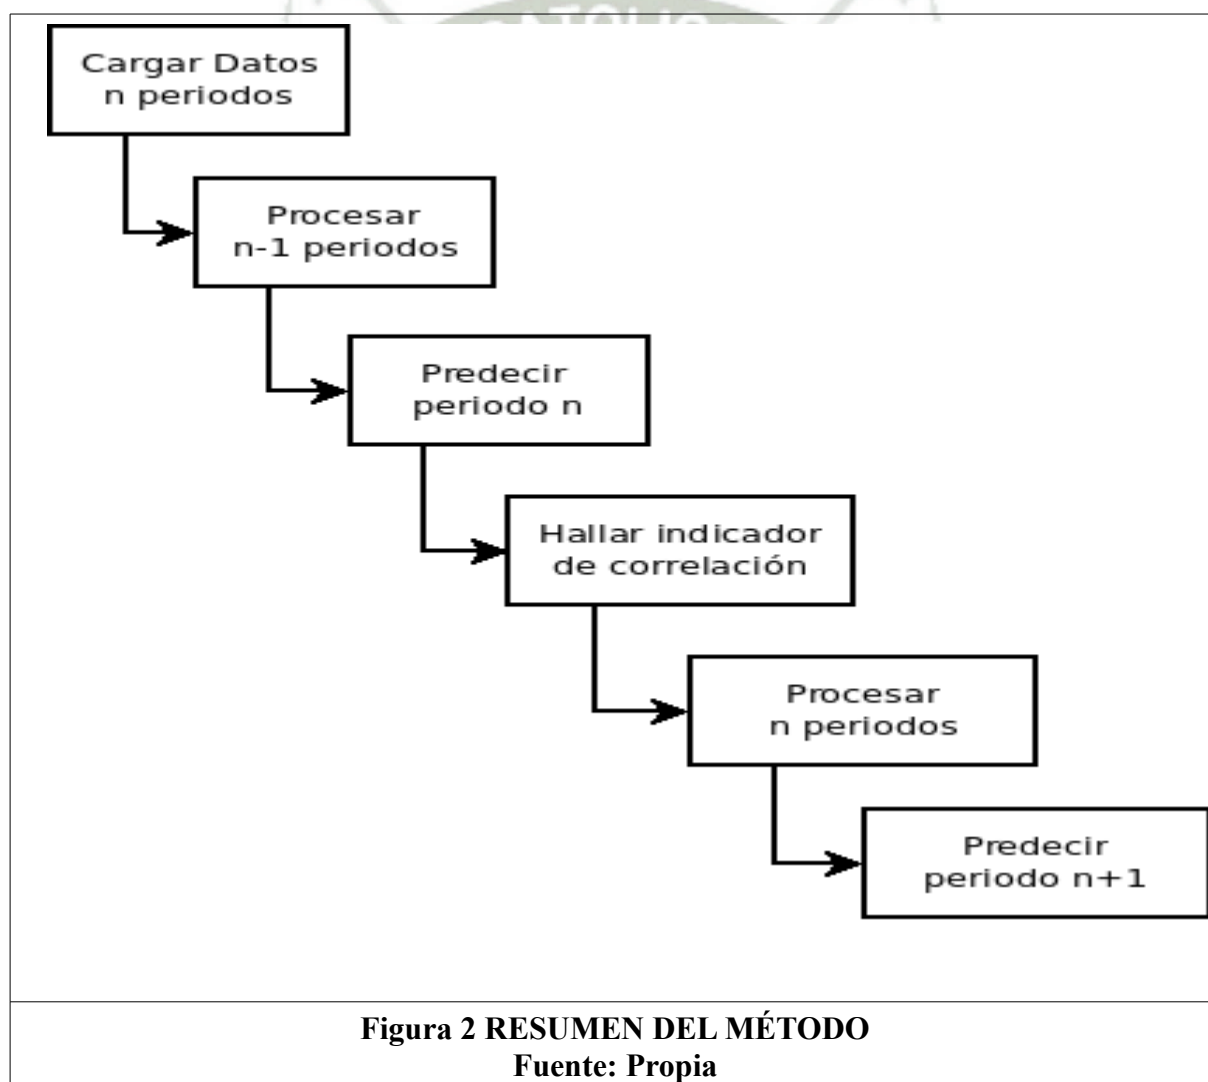 CATOLIC
Cargar Datos
n periodos
Procesar
n-1 periodos
Predecir
periodo n
Hallar indicador
de correlación
Procesar
n periodos
Predecir
periodo n+1
Figura 2 RESUMEN DEL MÉTODO
Fuente: Propia